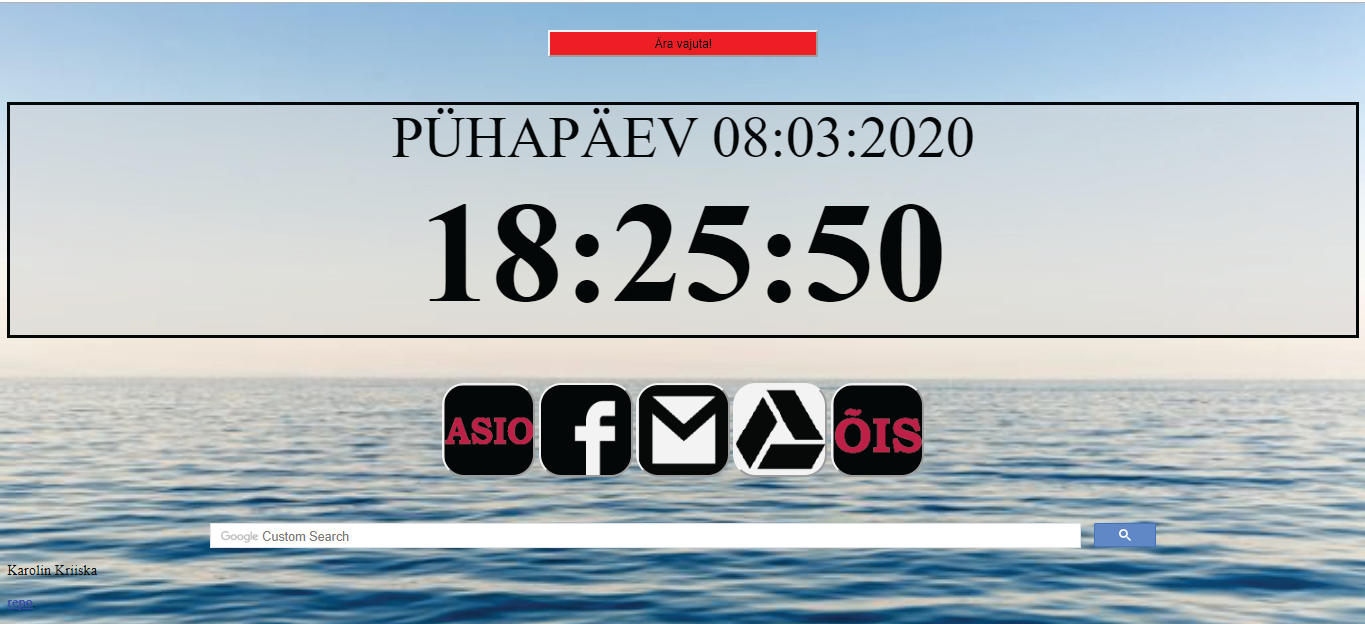 Ära vajuta!
PÜHAPÄEV 08:03:2020
18:25:50
ASIO f ÕIS
Google Custom Search
Karolin Kriiska
repo